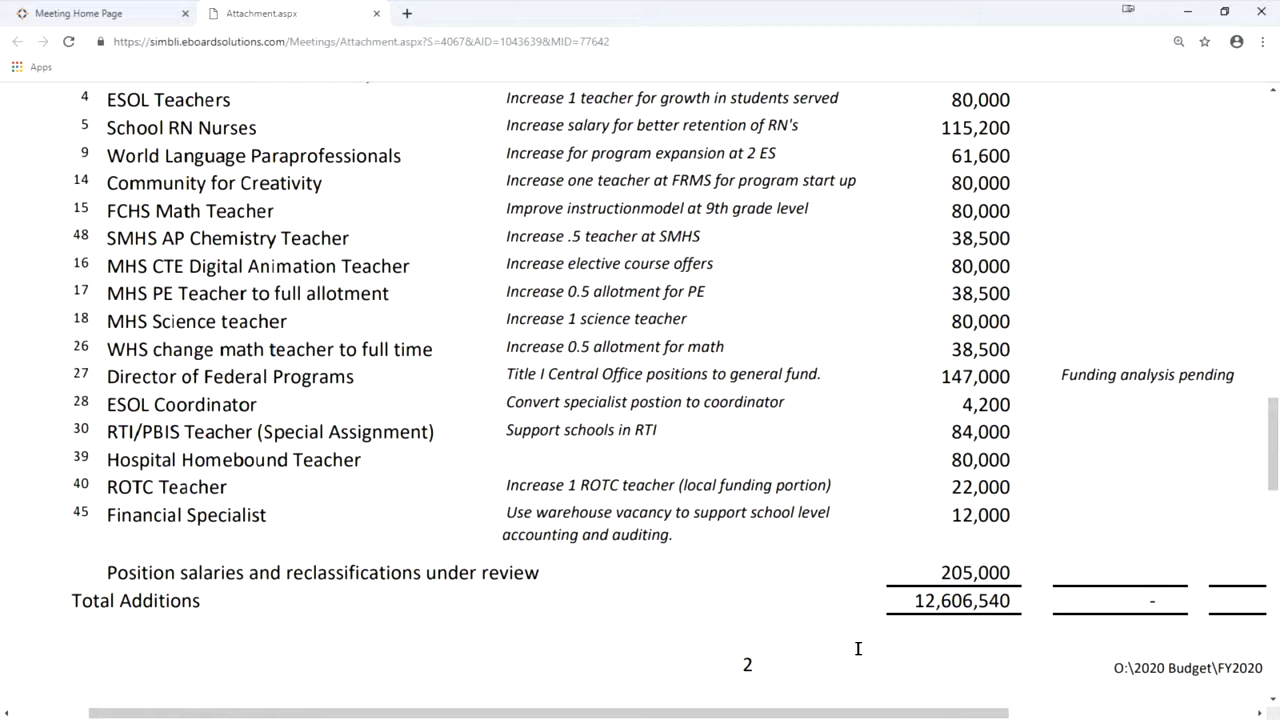 Meeting Home Page
Attachment.aspx
https://simbli.eboardsolutions.com/Meetings/Attachment.aspx?S=4067&AID=1043639&MID=77642
Apps
4 ESOL Teachers Increase 1 teacher for growth in students served 80,000
5 School RN Nurses Increase salary for better retention of RN's 115,200
9 World Language Paraprofessionals Increase for program expansion at 2 ES 61,600
14 Community for Creativity Increase one teacher at FRMS for program start up 80,000
15 FCHS Math Teacher Improve instructionmodel at 9th grade level 80,000
48 SMHS AP Chemistry Teacher Increase .5 teacher at SMHS 38,500
16 MHS CTE Digital Animation Teacher Increase elective course offers 80,000
17 MHS PE Teacher to full allotment Increase 0.5 allotment for PE 38,500
18 MHS Science teacher Increase 1 science teacher 80,000
26 WHS change math teacher to full time Increase 0.5 allotment for math 38,500
27 Director of Federal Programs Title I Central Office positions to general fund. 147,000 Funding analysis pending
28 ESOL Coordinator Convert specialist postion to coordinator 4,200
30 RTI/PBIS Teacher (Special Assignment) Support schools in RTI 84,000
39 Hospital Homebound Teacher 80,000
40 ROTC Teacher Increase 1 ROTC teacher (local funding portion) 22,000
45 Financial Specialist Use warehouse vacancy to support school level 12,000
accounting and auditing.
Position salaries and reclassifications under review 205,000
Total Additions 12,606,540 -
2 O:\2020 Budget\FY2020